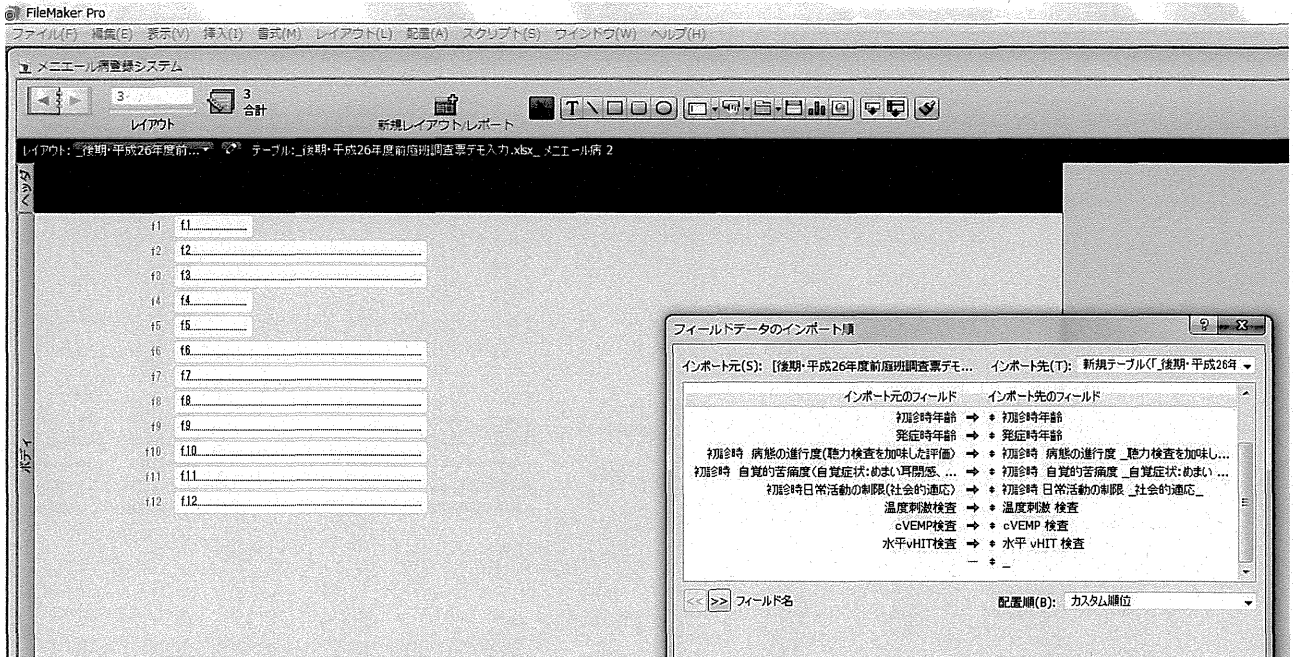 FileMaker Pro
ファイル(F) 編集(E) 表示(V) 挿入(I) 書式(M) レイアウト(L) 配置(A) スクリプト(S) ウインドウ(W) ヘルプ(H)
メニエール病登録システム
3
3
合計
レイアウト
新規レイアウト/レポート
レイアウト: _後期・平成26年度前... テーブル:_後期・平成26年度前庭班調査票デモ入力.xlsx_メニエール病 2
ヘッダ
f1 f1
f2 f2
f3 f3
f4 f4
f5 f5
f6 f6
f7 f7
f8 f8
f9 f9
f10 f10
f11 f11
f12 f12
ボディ
フィールドデータのインポート順
インポート元(S): [後期・平成26年度前庭班調査票デモ... インポート先(T): 新規テーブル(「_後期・平成26年
インポート元のフィールド インポート先のフィールド
初診時年齢 → 初診時年齢
発症時年齢 → 発症時年齢
初診時 病態の進行度(聴力検査を加味した評価) → 初診時 病態の進行度 _聴力検査を加味し...
初診時 自覚的苦痛度(自覚症状:めまい耳閉感、... → 初診時 自覚的苦痛度 _自覚症状:めまい ...
初診時日常活動の制限(社会的適応) → 初診時 日常活動の制限 _社会的適応_
温度刺激検査 → 温度刺激 検査
cVEMP検査 → cVEMP 検査
水平vHIT検査 → 水平 vHIT 検査
– _
<< >> フィールド名 配置順(B): カスタム順位